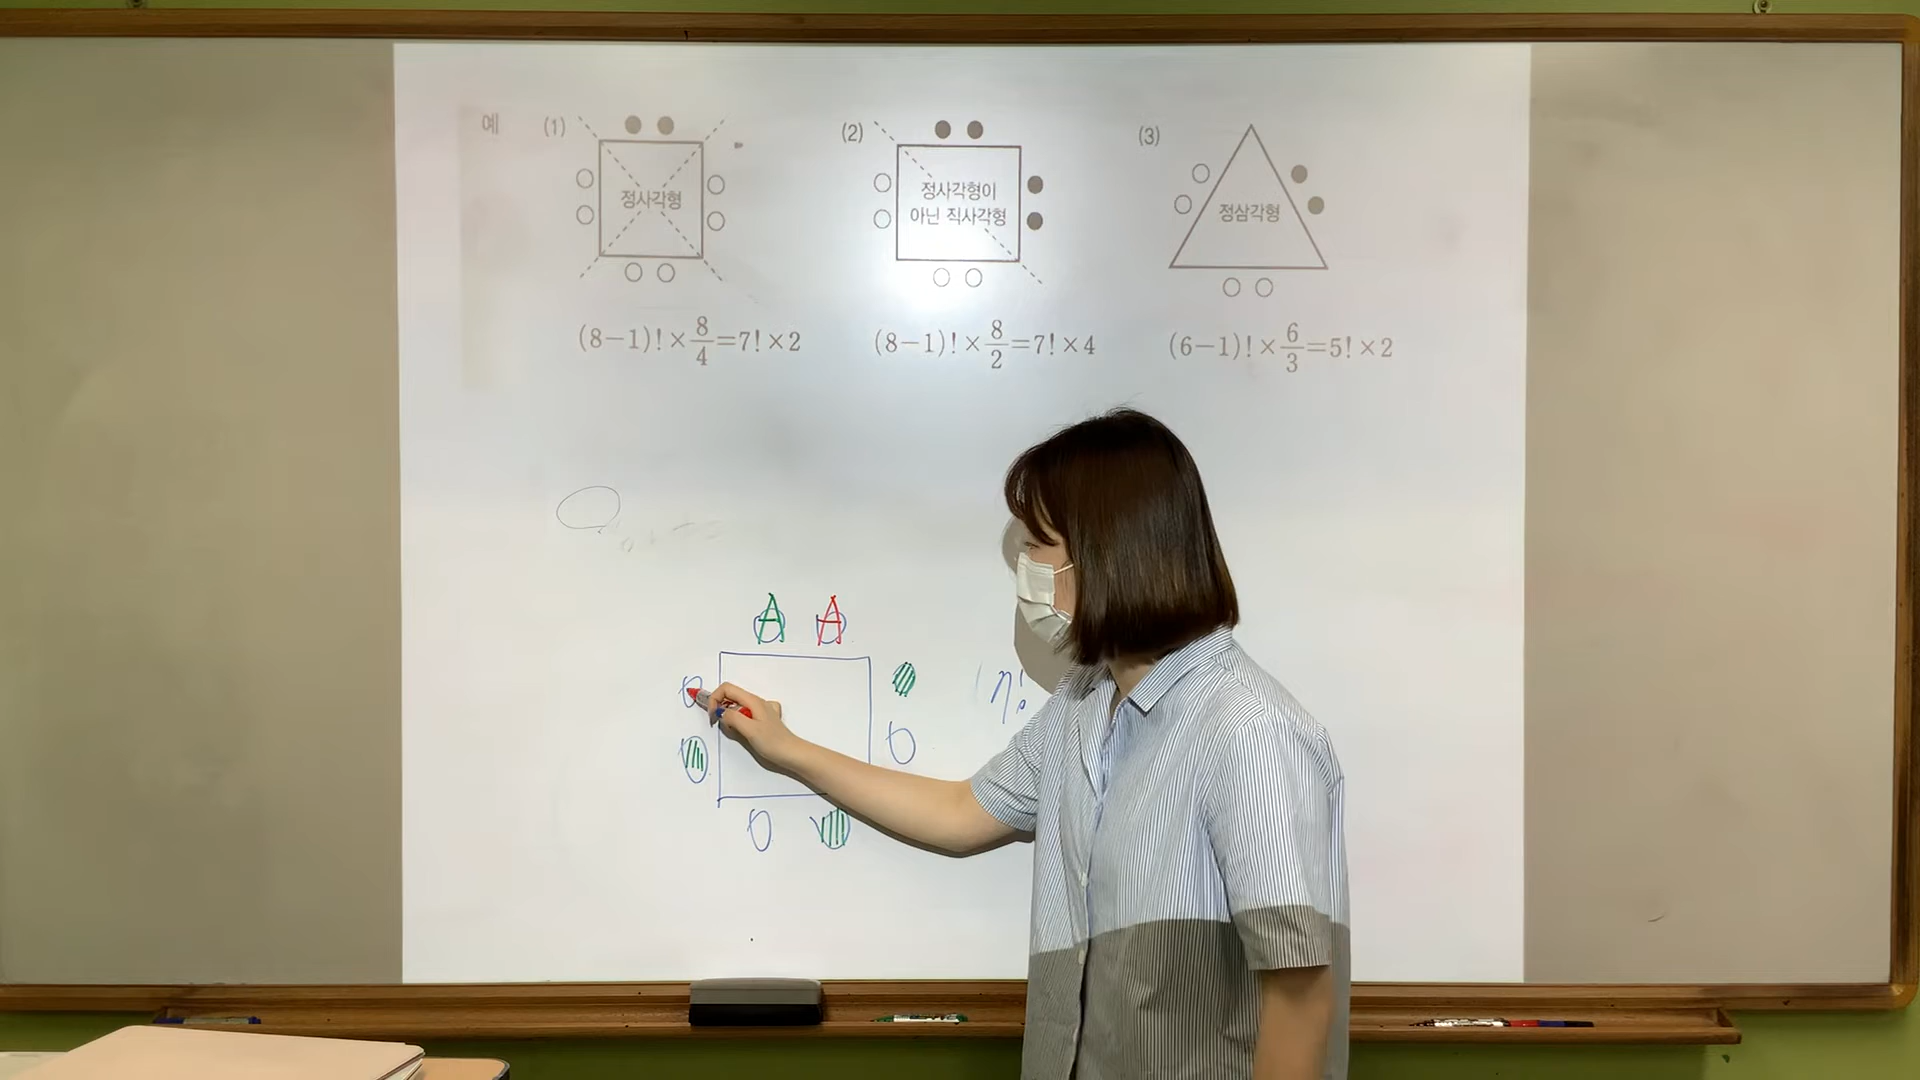 예 (1) (2) (3)
정사각형
정사각형이
아닌 직사각형
정삼각형
(8-1)!×8/4=7!×2
(8-1)!×8/2=7!×4
(6-1)!×6/3=5!×2
A A